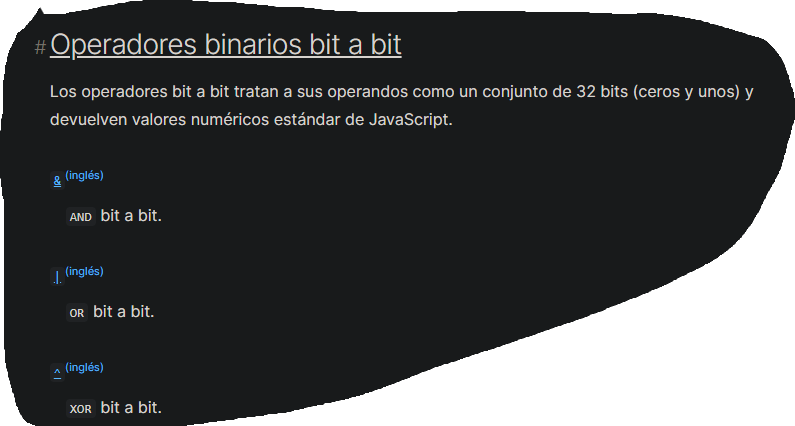 # Operadores binarios bit a bit
Los operadores bit a bit tratan a sus operandos como un conjunto de 32 bits (ceros y unos) y
devuelven valores numéricos estándar de JavaScript.
& (inglés)
AND bit a bit.
| (inglés)
OR bit a bit.
^ (inglés)
XOR bit a bit.